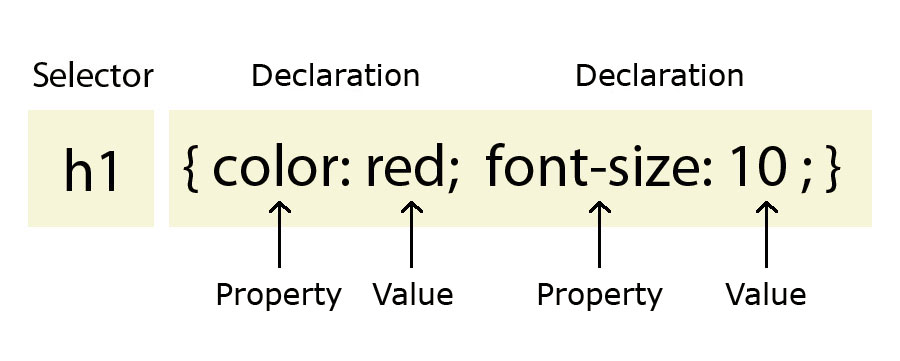 Selector Declaration Declaration
h1 { color: red; font-size: 10 ; }
Property Value Property Value